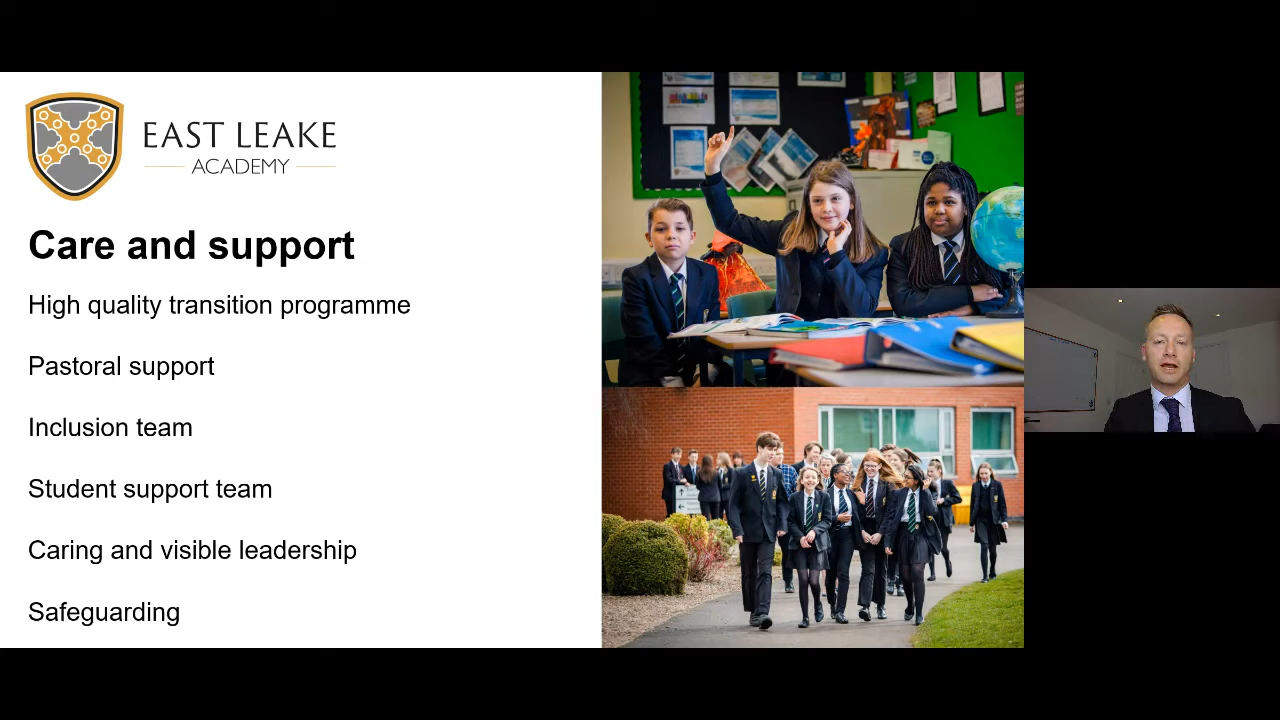 EAST LEAKE
ACADEMY
Care and support
High quality transition programme
Pastoral support
Inclusion team
Student support team
Caring and visible leadership
Safeguarding